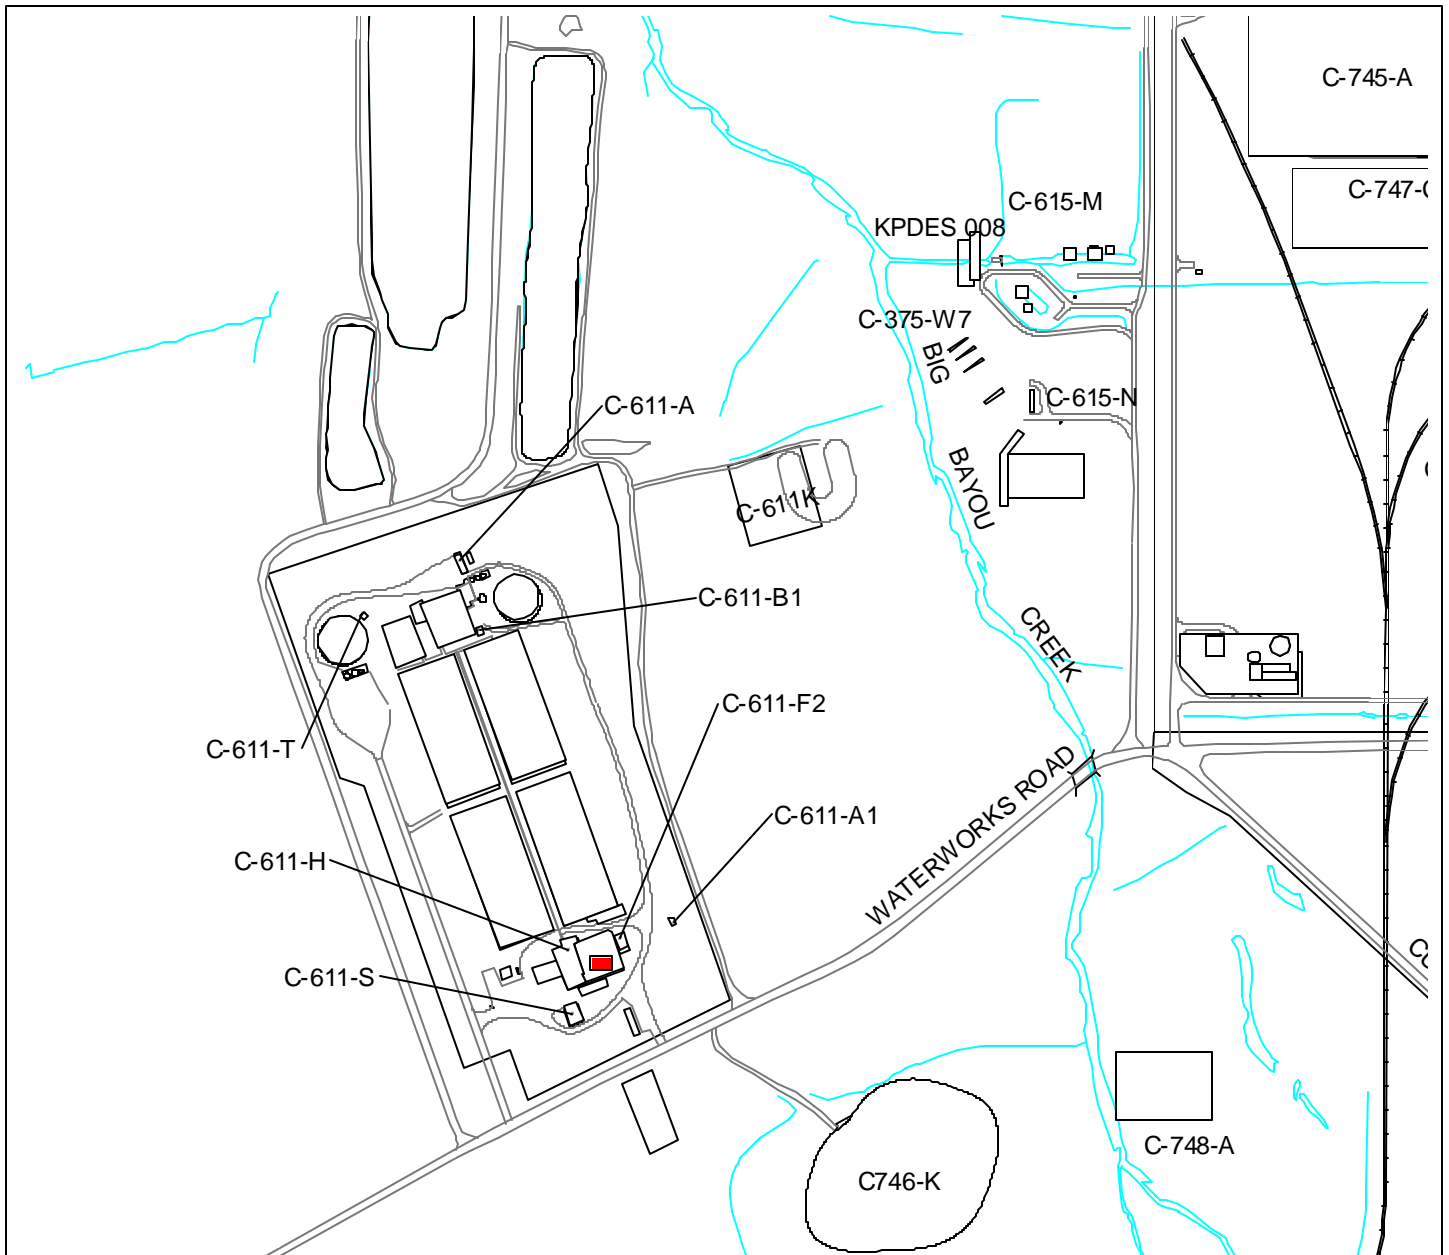 C-745-A
C-747-
C-615-M
KPDES 008
C-375-W7
BIG
C-615-N
C-611-A
BAYOU
C-611K
C-611-B1
CREEK
C-611-F2
C-611-T
WATERWORKS ROAD
C-611-A1
C-611-H
C-611-S
C-748-A
C746-K